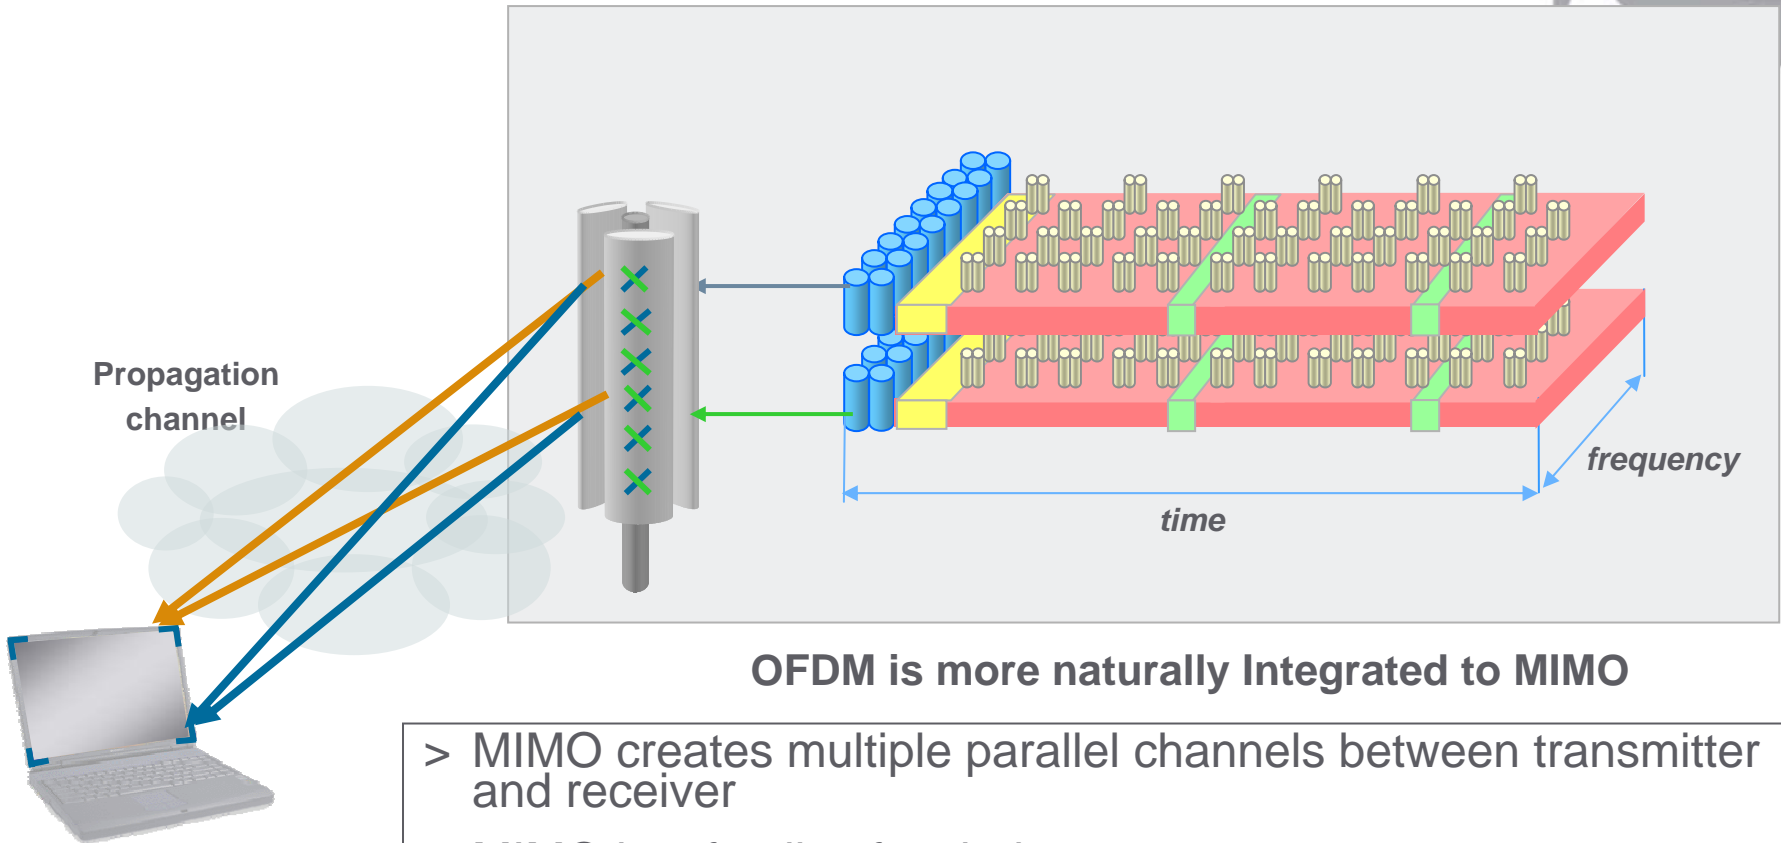 Propagation
channel
frequency
time
OFDM is more naturally Integrated to MIMO
> MIMO creates multiple parallel channels between transmitter
and receiver